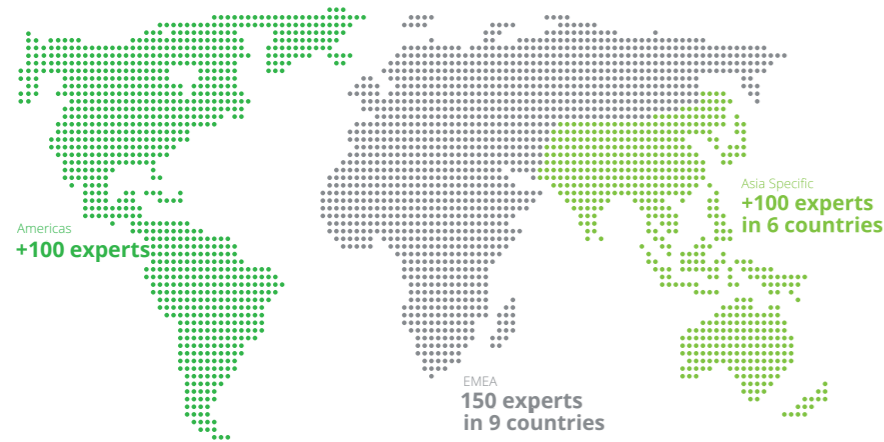 Americas
+100 experts
EMEA
150 experts
in 9 countries
Asia Specific
+100 experts
in 6 countries